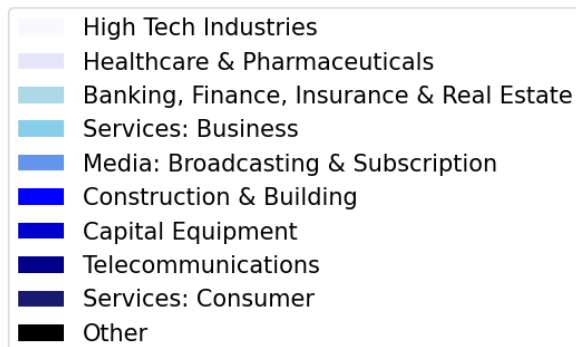 High Tech Industries
Healthcare & Pharmaceuticals
Banking, Finance, Insurance & Real Estate
Services: Business
Media: Broadcasting & Subscription
Construction & Building
Capital Equipment
Telecommunications
Services: Consumer
Other